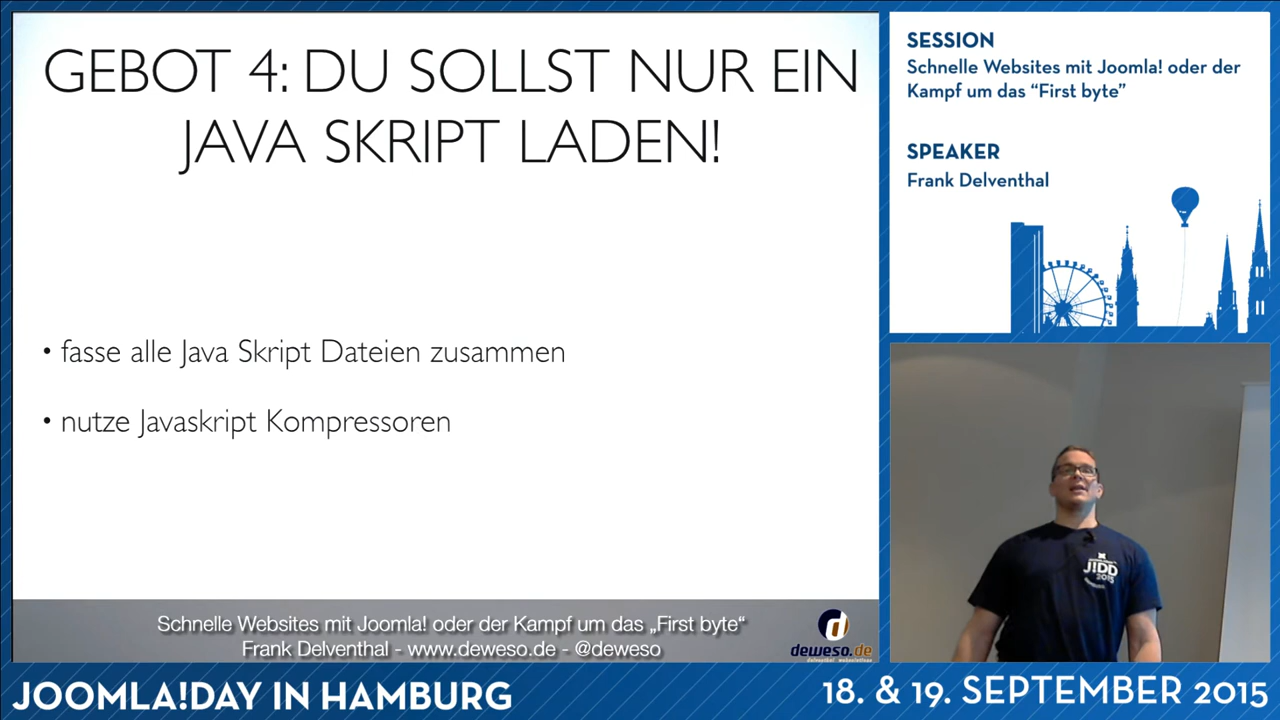 GEBOT 4: DU SOLLST NUR EIN
JAVA SKRIPT LADEN!
• fasse alle Java Skript Dateien zusammen
• nutze Javaskript Kompressoren
Schnelle Websites mit Joomla! oder der Kampf um das „First byte“
Frank Delventhal - www.deweso.de - @deweso
deweso.de
SESSION
Schnelle Websites mit Joomla! oder der
Kampf um das “First byte”
SPEAKER
Frank Delventhal
J!DD
2015
JOOMLA!DAY IN HAMBURG
18. & 19. SEPTEMBER 2015